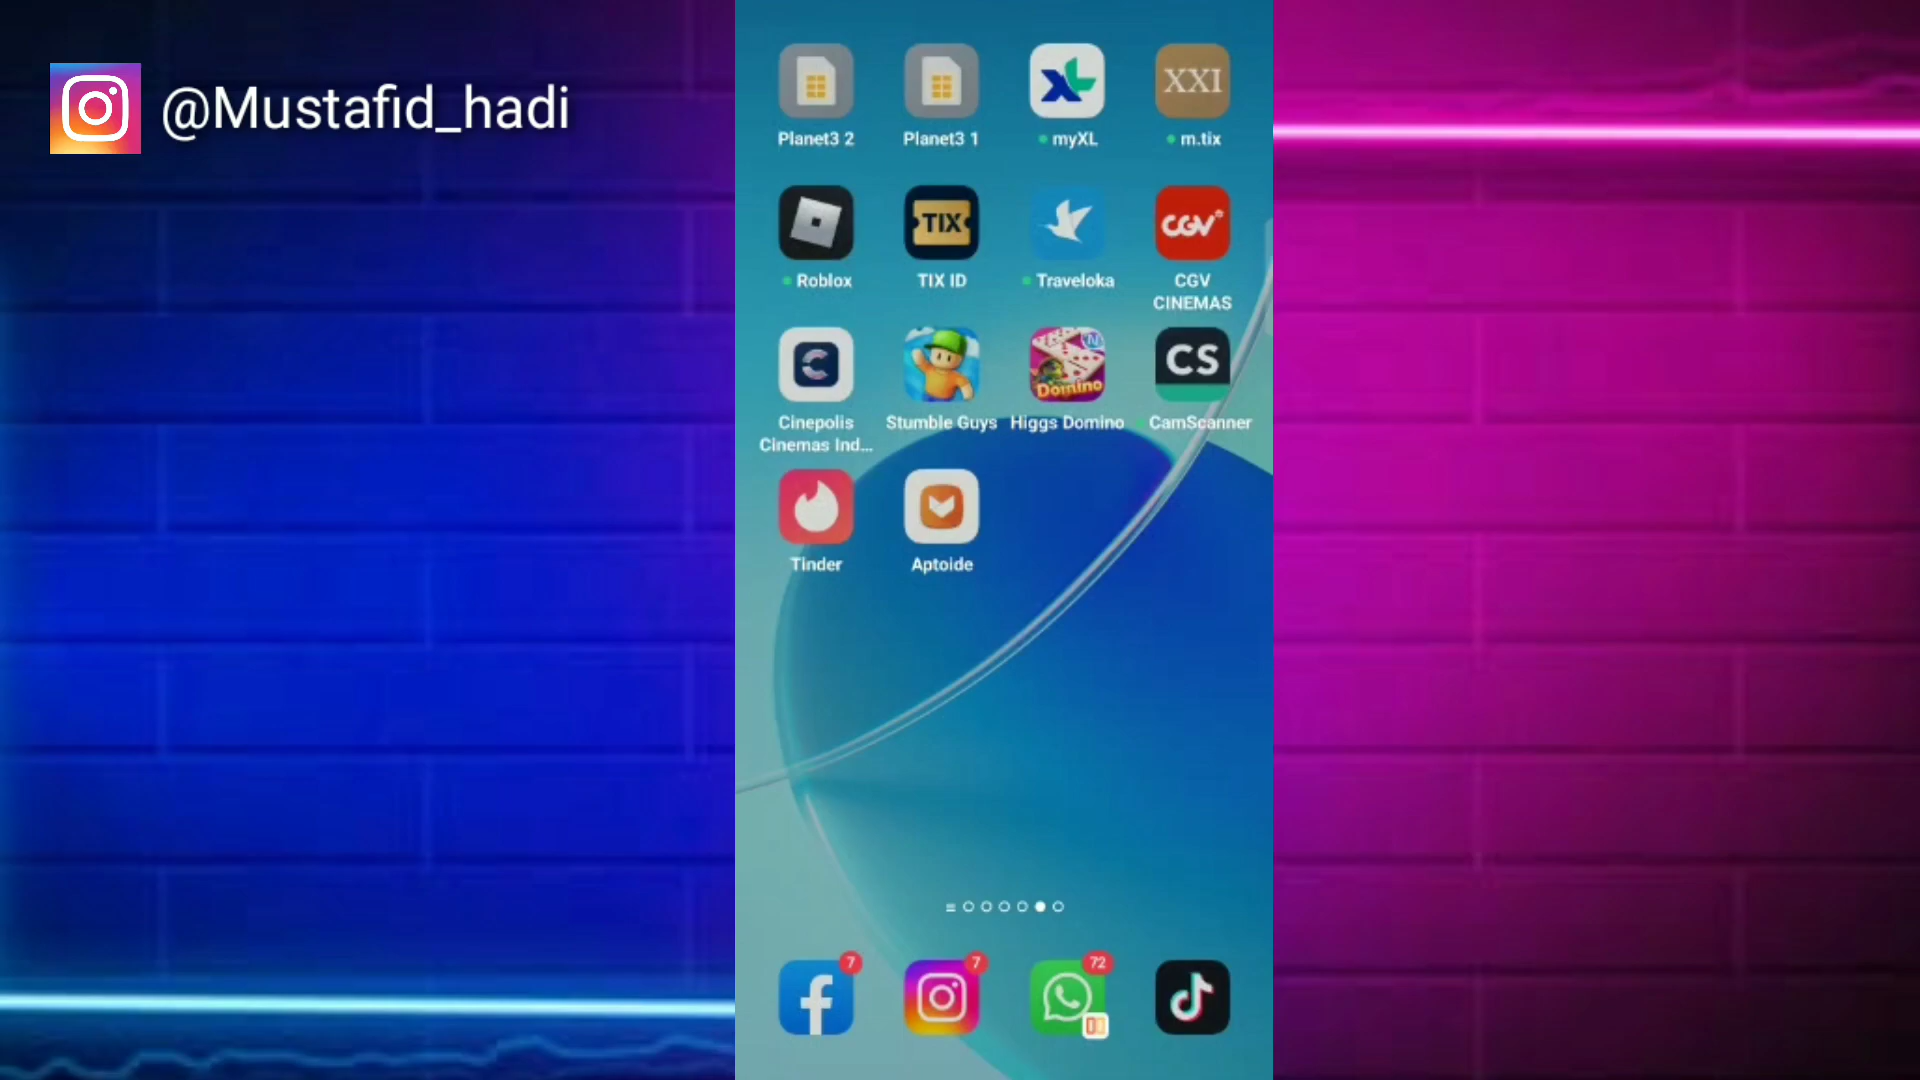 @Mustafid_hadi
Planet3 2
Planet3 1
myXL
m.tix
XXI
TIX
CGV
Roblox
TIX ID
Traveloka
CGV
CINEMAS
Domino
CS
Cinepolis
Cinemas Ind...
Stumble Guys
Higgs Domino
CamScanner
Tinder
Aptoide
7
7
72